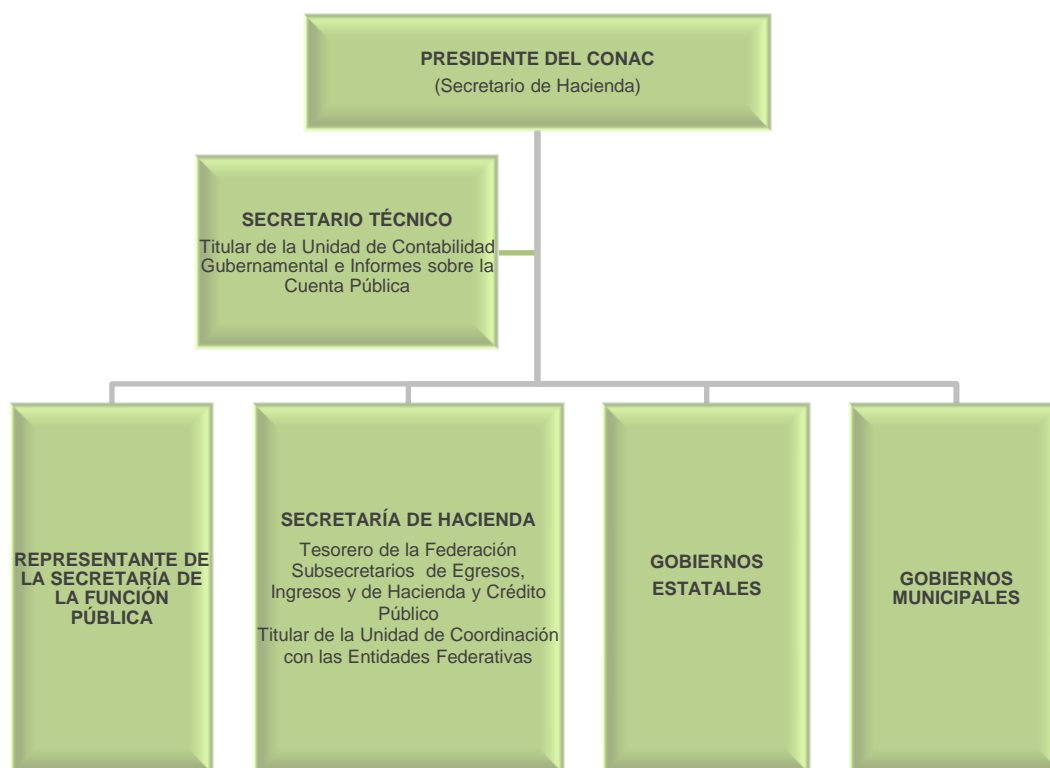 PRESIDENTE DEL CONAC
(Secretario de Hacienda)
SECRETARIO TÉCNICO
Titular de la Unidad de Contabilidad
Gubernamental e Informes sobre la
Cuenta Pública
REPRESENTANTE DE
LA SECRETARÍA DE
LA FUNCIÓN
PÚBLICA
SECRETARÍA DE HACIENDA
Tesorero de la Federación
Subsecretarios de Egresos,
Ingresos y de Hacienda y Crédito
Público
Titular de la Unidad de Coordinación
con las Entidades Federativas
GOBIERNOS
ESTATALES
GOBIERNOS
MUNICIPALES